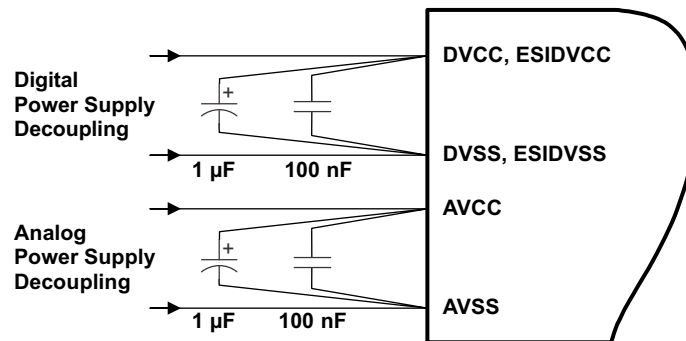 DVCC, ESIDVCC
Digital
Power Supply
Decoupling
+
DVSS, ESIDVSS
1 µF
100 nF
AVCC
Analog
Power Supply
Decoupling
+
AVSS
1 µF
100 nF